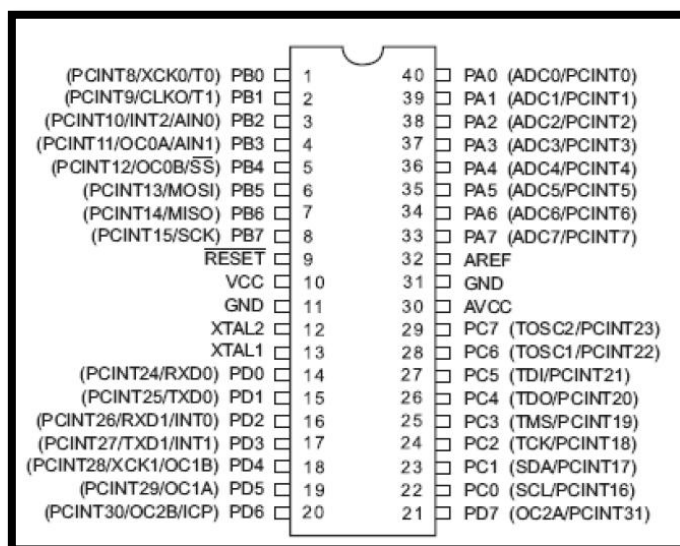 (PCINT8/XCK0/T0) PB0 1 40 PA0 (ADC0/PCINT0)
(PCINT9/CLKO/T1) PB1 2 39 PA1 (ADC1/PCINT1)
(PCINT10/INT2/AIN0) PB2 3 38 PA2 (ADC2/PCINT2)
(PCINT11/OC0A/AIN1) PB3 4 37 PA3 (ADC3/PCINT3)
(PCINT12/OC0B/SS) PB4 5 36 PA4 (ADC4/PCINT4)
(PCINT13/MOSI) PB5 6 35 PA5 (ADC5/PCINT5)
(PCINT14/MISO) PB6 7 34 PA6 (ADC6/PCINT6)
(PCINT15/SCK) PB7 8 33 PA7 (ADC7/PCINT7)
RESET 9 32 AREF
VCC 10 31 GND
GND 11 30 AVCC
XTAL2 12 29 PC7 (TOSC2/PCINT23)
XTAL1 13 28 PC6 (TOSC1/PCINT22)
(PCINT24/RXD0) PD0 14 27 PC5 (TDI/PCINT21)
(PCINT25/TXD0) PD1 15 26 PC4 (TDO/PCINT20)
(PCINT26/RXD1/INT0) PD2 16 25 PC3 (TMS/PCINT19)
(PCINT27/TXD1/INT1) PD3 17 24 PC2 (TCK/PCINT18)
(PCINT28/XCK1/OC1B) PD4 18 23 PC1 (SDA/PCINT17)
(PCINT29/OC1A) PD5 19 22 PC0 (SCL/PCINT16)
(PCINT30/OC2B/ICP) PD6 20 21 PD7 (OC2A/PCINT31)